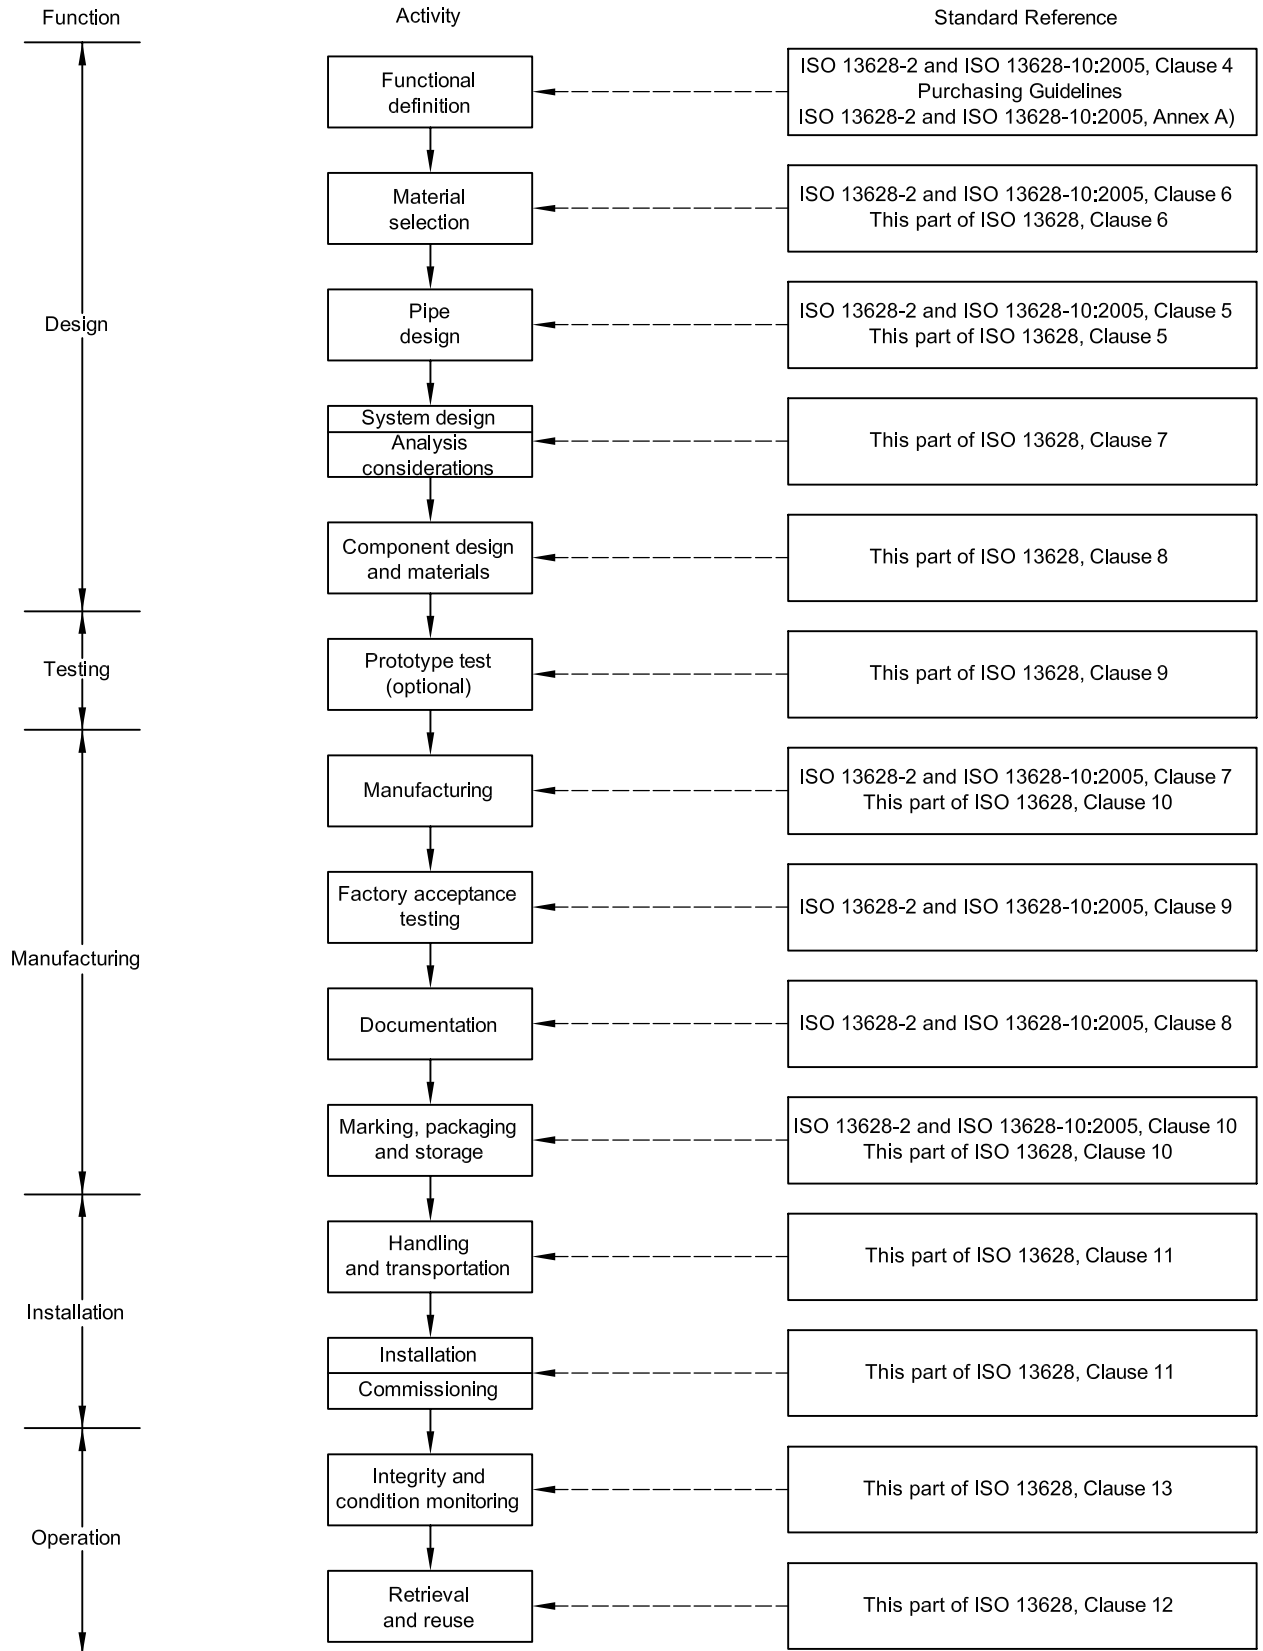 Function
Activity
Standard Reference
Functional
definition
ISO 13628-2 and ISO 13628-10:2005, Clause 4
Purchasing Guidelines
ISO 13628-2 and ISO 13628-10:2005, Annex A)
Material
selection
ISO 13628-2 and ISO 13628-10:2005, Clause 6
This part of ISO 13628, Clause 6
Design
Pipe
design
ISO 13628-2 and ISO 13628-10:2005, Clause 5
This part of ISO 13628, Clause 5
System design
Analysis
considerations
This part of ISO 13628, Clause 7
Component design
and materials
This part of ISO 13628, Clause 8
Testing
Prototype test
(optional)
This part of ISO 13628, Clause 9
Manufacturing
ISO 13628-2 and ISO 13628-10:2005, Clause 7
This part of ISO 13628, Clause 10
Factory acceptance
testing
ISO 13628-2 and ISO 13628-10:2005, Clause 9
Manufacturing
Documentation
ISO 13628-2 and ISO 13628-10:2005, Clause 8
Marking, packaging
and storage
ISO 13628-2 and ISO 13628-10:2005, Clause 10
This part of ISO 13628, Clause 10
Handling
and transportation
This part of ISO 13628, Clause 11
Installation
Installation
Commissioning
This part of ISO 13628, Clause 11
Integrity and
condition monitoring
This part of ISO 13628, Clause 13
Operation
Retrieval
and reuse
This part of ISO 13628, Clause 12